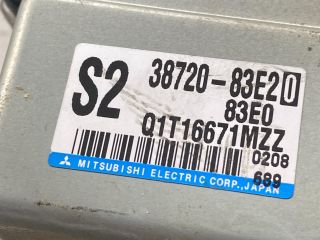 S2 38720-83E20
83E0
Q1T16671MZZ
0208
689
MITSUBISHI ELECTRIC CORP., JAPAN